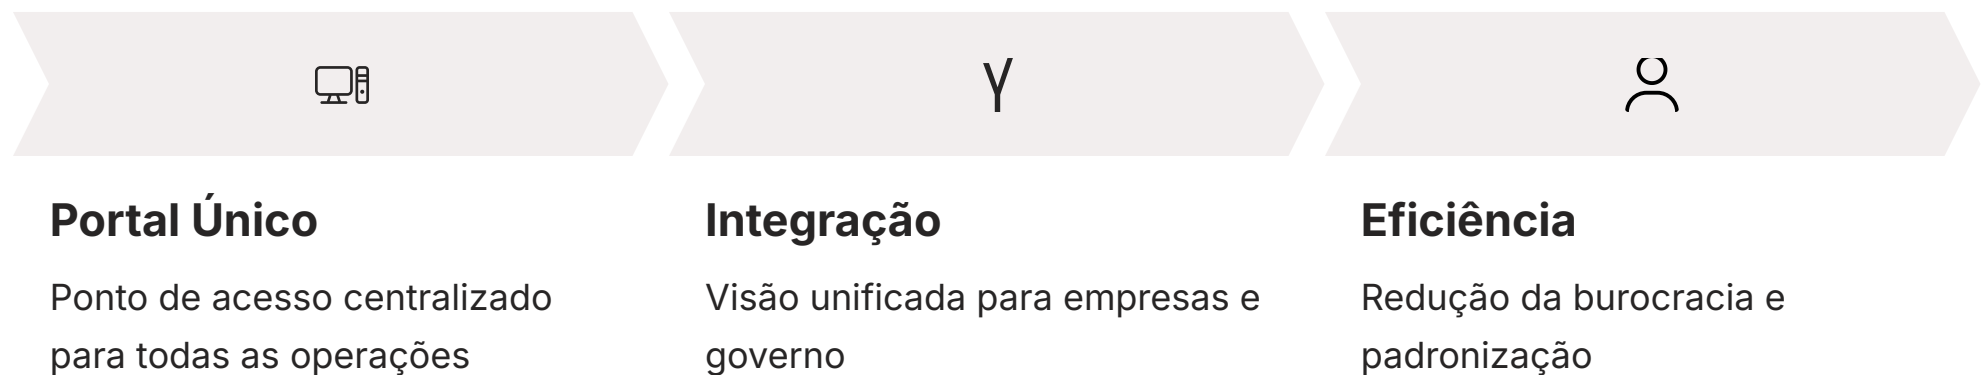 Portal Único
Ponto de acesso centralizado
para todas as operações
Integração
Visão unificada para empresas e
governo
Eficiência
Redução da burocracia e
padronização